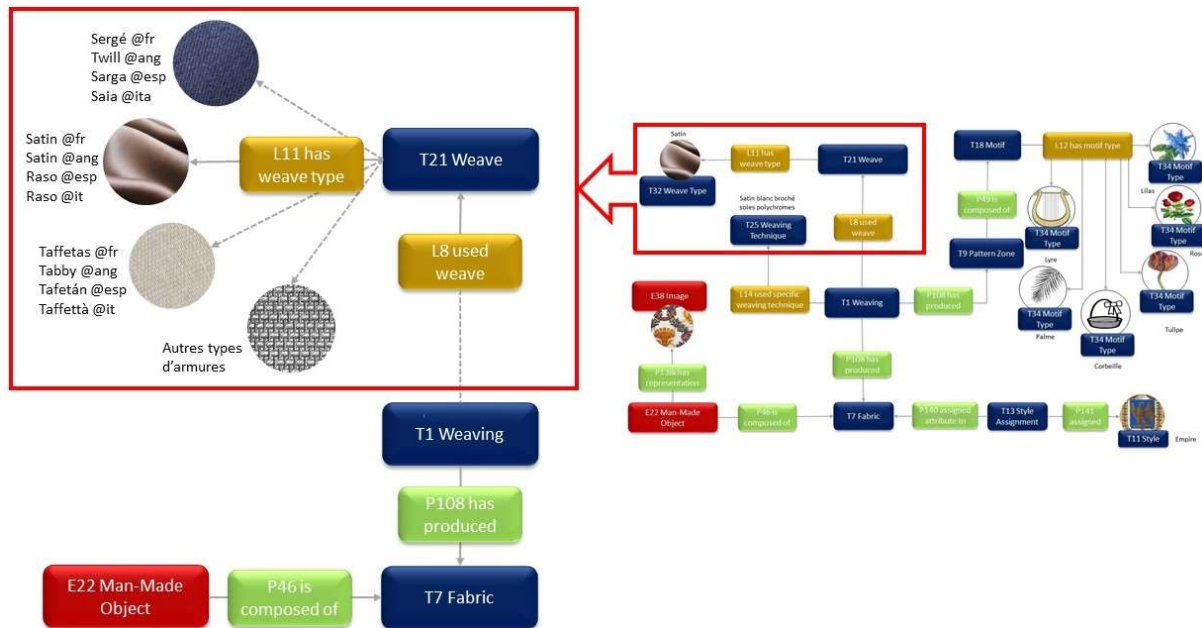 Sergé @fr
Twill @ang
Sarga @esp
Saia @ita
Satin @fr
Satin @ang
Raso @esp
Raso @it
L11 has
weave type
T21 Weave
Taffetas @fr
Tabby @ang
Tafetán @esp
Taffettà @it
L8 used
weave
Autres types
d'armures
T1 Weaving
P108 has
produced
E22 Man-Made
Object
P46 is
composed of
T7 Fabric
Satin
L11 has
weave type
T21 Weave
T32 Weave Type
Satin blanc broché
soies polychromes
T25 Weaving
Technique
L8 used
weave
T18 Motif
L12 has motif type
T34 Motif
Type
Lilas
P49 is
composed of
T34 Motif
Type
Lyre
T34 Motif
Type
Rose
T9 Pattern Zone
E38 Image
L14 used specific
weaving technique
T1 Weaving
P108 has
produced
T34 Motif
Type
Palme
T34 Motif
Type
Corbeille
T34 Motif
Type
Tulipe
P138i has
representation
P108 has
produced
E22 Man-Made
Object
P46 is
composed of
T7 Fabric
P140 assigned
attribute to
T13 Style
Assignment
P141
assigned
T11 Style
Empire